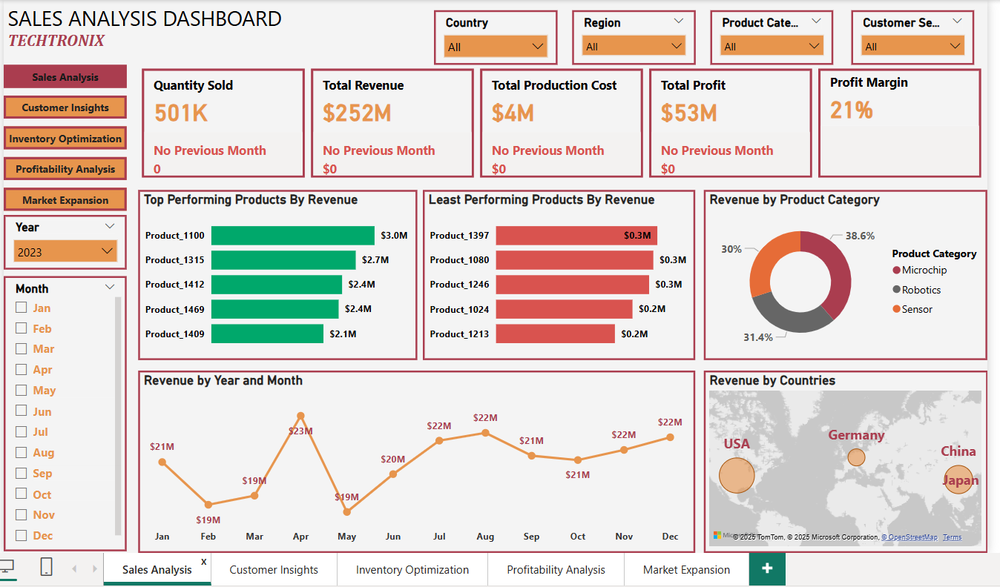 SALES ANALYSIS DASHBOARD
TECHTRONIX
Country
All
Region
All
Product Cate...
All
Customer Se...
All
Sales Analysis
Customer Insights
Inventory Optimization
Profitability Analysis
Market Expansion
Quantity Sold
501K
No Previous Month
0
Total Revenue
$252M
No Previous Month
$0
Total Production Cost
$4M
No Previous Month
$0
Total Profit
$53M
No Previous Month
$0
Profit Margin
21%
Year
2023
Month
Jan
Feb
Mar
Apr
May
Jun
Jul
Aug
Sep
Oct
Nov
Dec
Top Performing Products By Revenue
Product_1100 $3.0M
Product_1315 $2.7M
Product_1412 $2.4M
Product_1469 $2.4M
Product_1409 $2.1M
Least Performing Products By Revenue
Product_1397 $0.3M
Product_1080 $0.3M
Product_1246 $0.3M
Product_1024 $0.2M
Product_1213 $0.2M
Revenue by Product Category
38.6%
30%
31.4%
Product Category
Microchip
Robotics
Sensor
Revenue by Year and Month
$21M
$19M
$19M
$23M
$19M
$20M
$22M
$22M
$21M
$21M
$22M
$22M
Jan Feb Mar Apr May Jun Jul Aug Sep Oct Nov Dec
Revenue by Countries
USA
Germany
China
Japan
© 2025 TomTom, © 2025 Microsoft Corporation, © OpenStreetMap Terms
Sales Analysis x
Customer Insights
Inventory Optimization
Profitability Analysis
Market Expansion
+